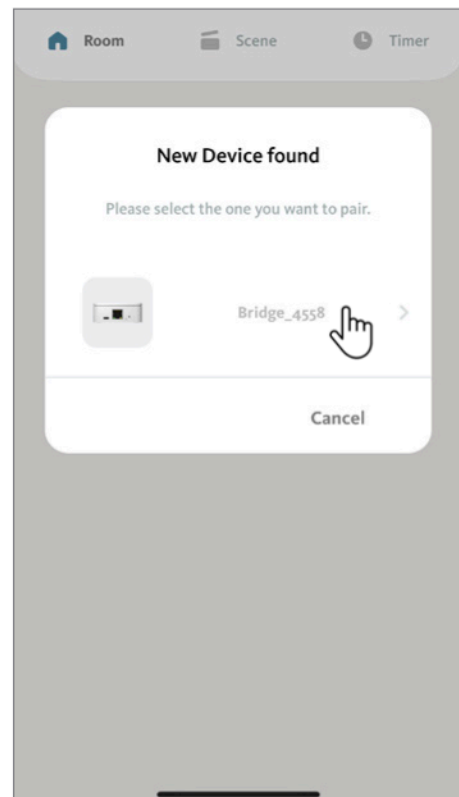 Room Scene Timer
New Device found
Please select the one you want to pair.
Bridge_4558
Cancel